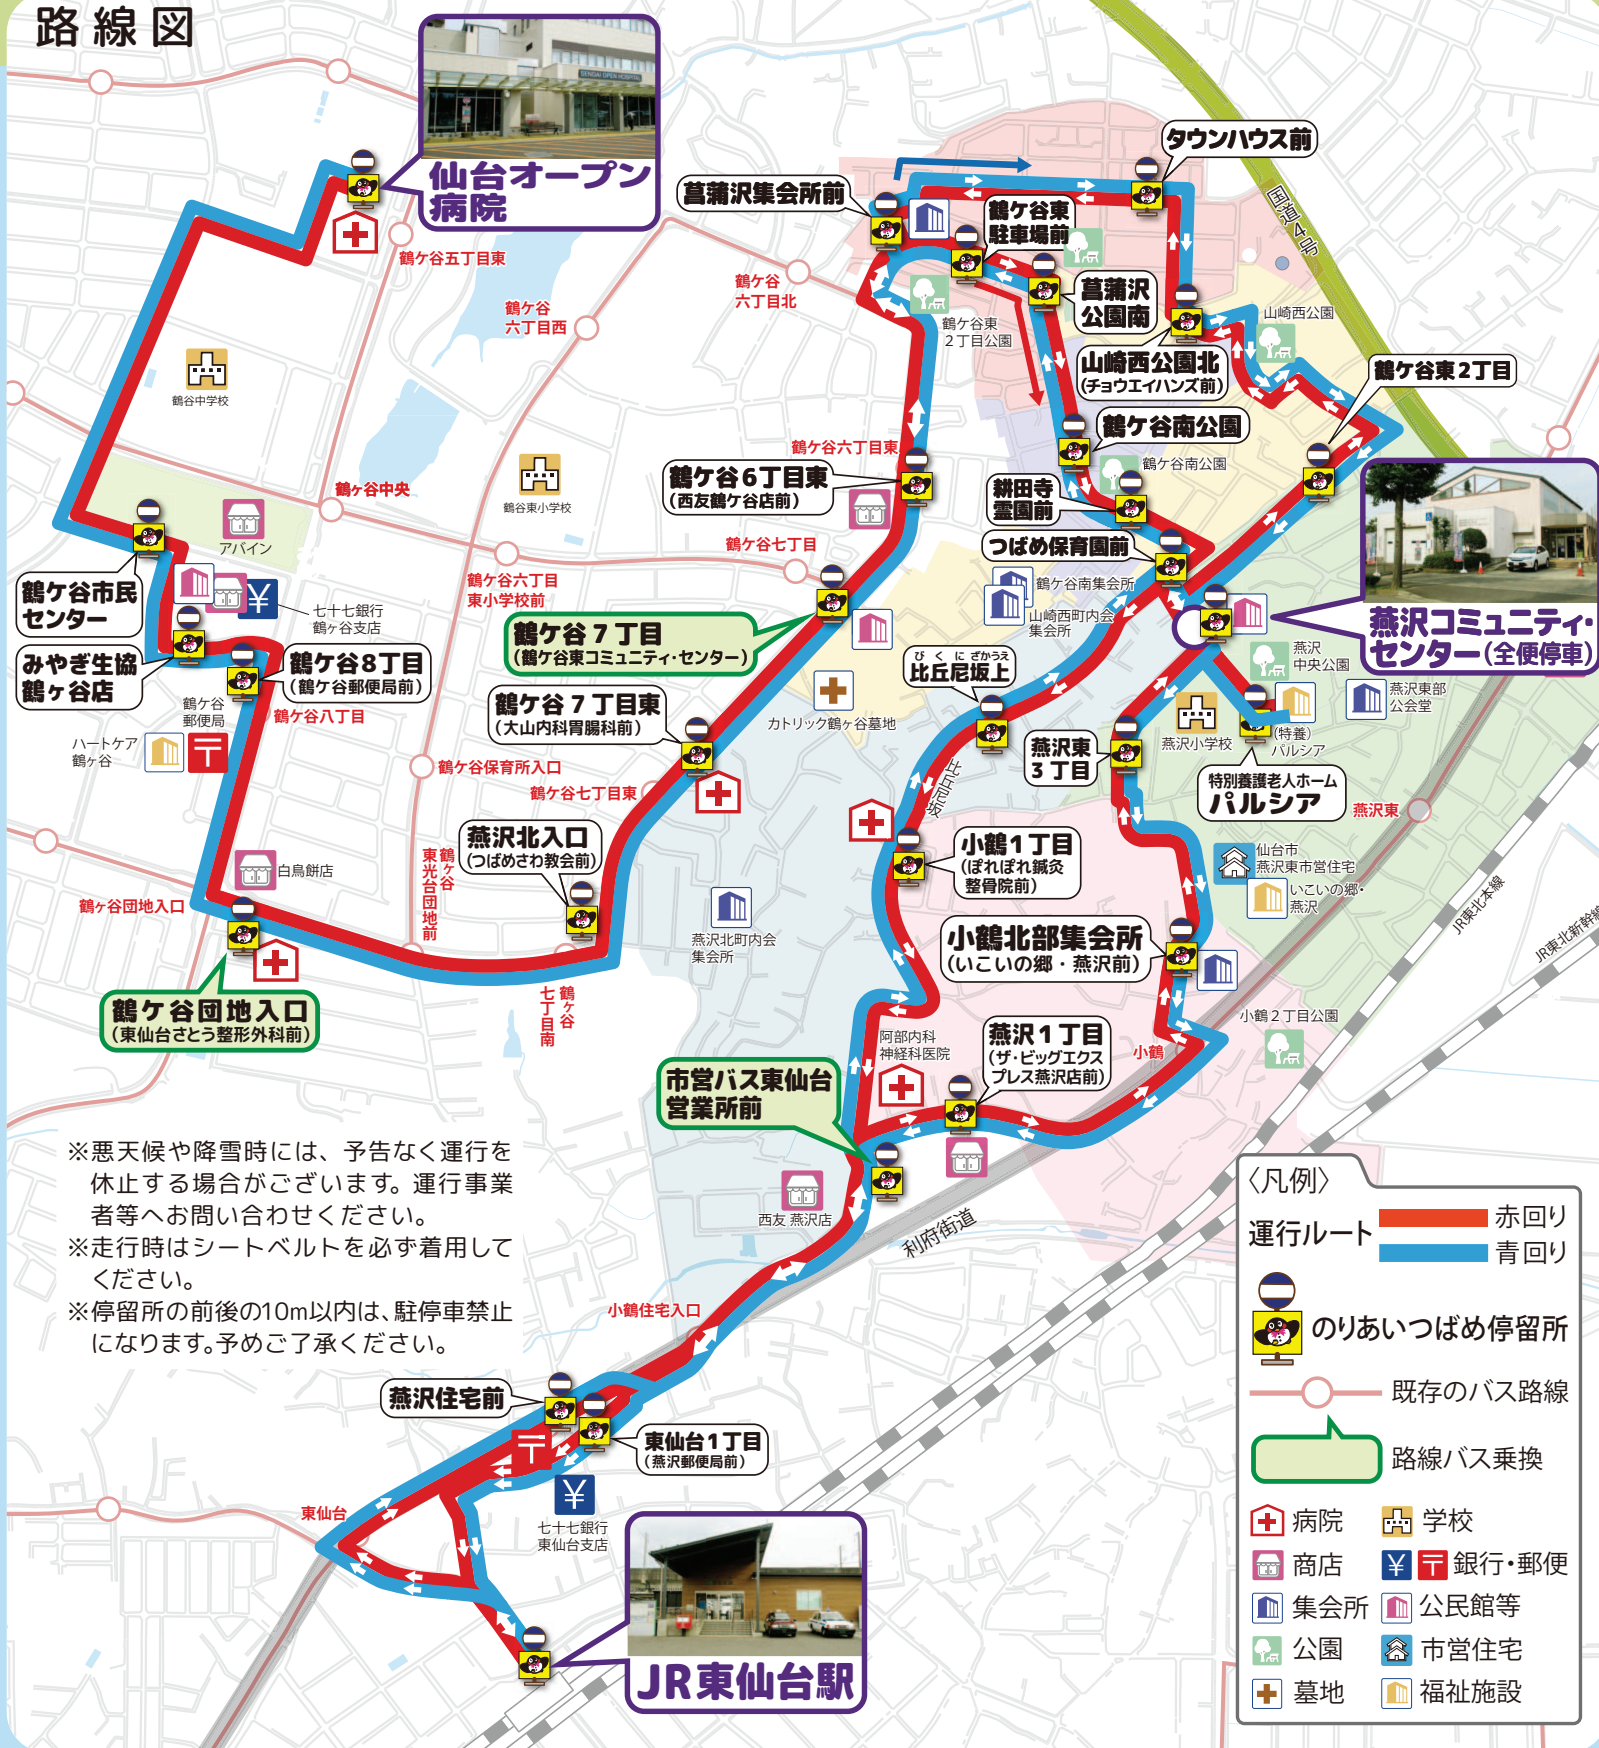 路線図
SENDAI OPEN HOSPITAL
仙台オープン
病院
タウンハウス前
菖蒲沢集会所前
鶴ケ谷東
駐車場前
国道4号
鶴ケ谷五丁目東
鶴ケ谷
六丁目北
鶴ケ谷
六丁目西
菖蒲沢
公園南
鶴ケ谷東
２丁目公園
山崎西公園
山崎西公園北
(チョウエイハンズ前)
鶴ケ谷東2丁目
鶴谷中学校
鶴ケ谷南公園
鶴ケ谷六丁目東
鶴ケ谷6丁目東
(西友鶴ケ谷店前)
鶴ケ谷南公園
鶴ヶ谷中央
鶴谷東小学校
耕田寺
霊園前
つばめ保育園前
アバイン
鶴ケ谷七丁目
鶴ケ谷六丁目
東小学校前
鶴ケ谷市民
センター
七十七銀行
鶴ヶ谷支店
鶴ケ谷南集会所
山崎西町内会
集会所
燕沢コミュニティ・
センター(全便停車)
鶴ケ谷７丁目
(鶴ケ谷東コミュニティ・センター)
みやぎ生協
鶴ヶ谷店
鶴ケ谷8丁目
(鶴ケ谷郵便局前)
びくにざかうえ
比丘尼坂上
燕沢
中央公園
燕沢東部
公会堂
鶴ケ谷
郵便局
鶴ケ谷八丁目
鶴ケ谷７丁目東
(大山内科胃腸科前)
カトリック鶴ヶ谷墓地
燕沢小学校
(特養)
パルシア
ハートケア
鶴ヶ谷
燕沢東
3丁目
比丘尼坂
鶴ケ谷保育所入口
鶴ケ谷七丁目東
特別養護老人ホーム
パルシア
燕沢東
燕沢北入口
(つばめさわ教会前)
小鶴1丁目
(ぽれぽれ鍼灸
整骨院前)
仙台市
燕沢東市営住宅
いこいの郷・
燕沢
白鳥餅店
鶴ヶ谷
東光台団地前
鶴ヶ谷団地入口
燕沢北町内会
集会所
小鶴北部集会所
(いこいの郷・燕沢前)
JR東北本線
JR東北新幹線
鶴ケ谷団地入口
(東仙台さとう整形外科前)
鶴ケ谷
七丁目南
小鶴２丁目公園
阿部内科
神経科医院
燕沢1丁目
(ザ・ビッグエクス
プレス燕沢店前)
小鶴
市営バス東仙台
営業所前
※悪天候や降雪時には、予告なく運行を
休止する場合がございます。運行事業
者等へお問い合わせください。
※走行時はシートベルトを必ず着用して
ください。
※停留所の前後の10m以内は、駐停車禁止
になります。予めご了承ください。
西友 燕沢店
利府街道
小鶴住宅入口
燕沢住宅前
東仙台1丁目
(燕沢郵便局前)
東仙台
七十七銀行
東仙台支店
JR東仙台駅
〈凡例〉
運行ルート
赤回り
青回り
のりあいつばめ停留所
既存のバス路線
路線バス乗換
病院
学校
商店
銀行・郵便
集会所
公民館等
公園
市営住宅
墓地
福祉施設